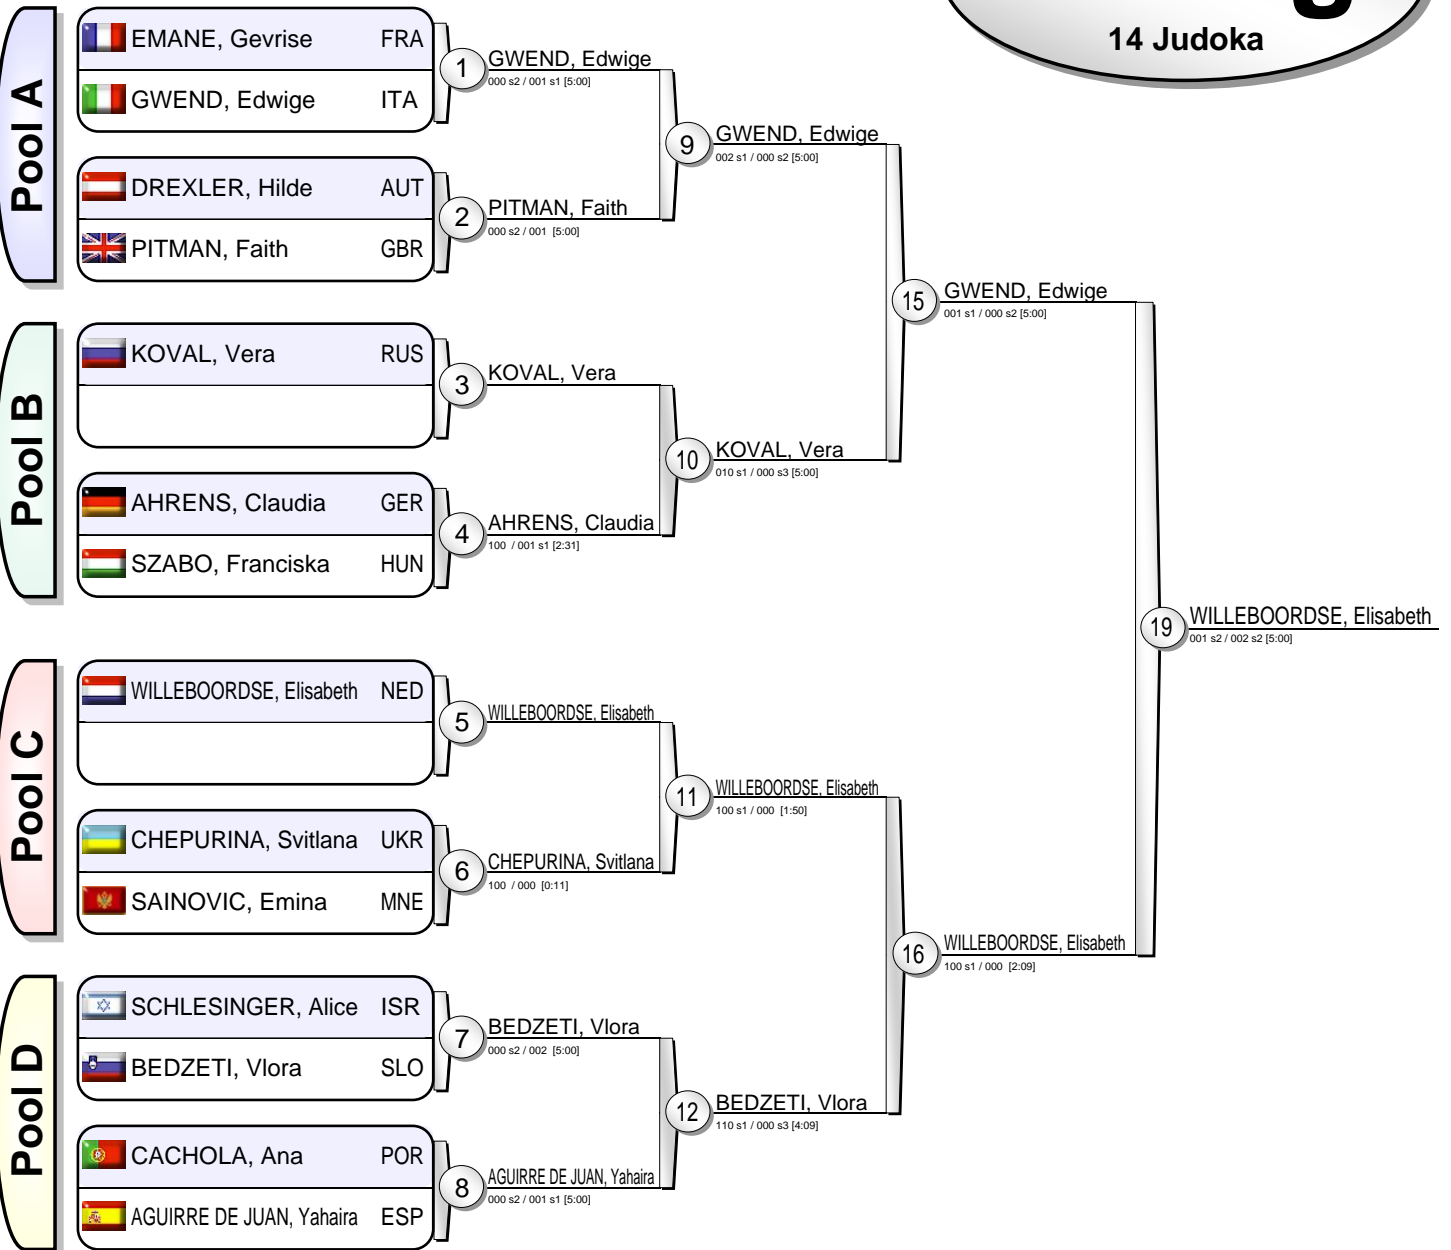 14 Judoka
Pool A
EMANE, Gevrise FRA
GWEND, Edwige ITA
1
GWEND, Edwige
000 s2 / 001 s1 [5:00]
DREXLER, Hilde AUT
PITMAN, Faith GBR
2
PITMAN, Faith
000 s2 / 001 [5:00]
9
GWEND, Edwige
002 s1 / 000 s2 [5:00]
Pool B
KOVAL, Vera RUS
3
KOVAL, Vera
AHRENS, Claudia GER
SZABO, Franciska HUN
4
AHRENS, Claudia
100 / 001 s1 [2:31]
10
KOVAL, Vera
010 s1 / 000 s3 [5:00]
15
GWEND, Edwige
001 s1 / 000 s2 [5:00]
Pool C
WILLEBOORDSE, Elisabeth NED
5
WILLEBOORDSE, Elisabeth
CHEPURINA, Svitlana UKR
SAINOVIC, Emina MNE
6
CHEPURINA, Svitlana
100 / 000 [0:11]
11
WILLEBOORDSE, Elisabeth
100 s1 / 000 [1:50]
Pool D
SCHLESINGER, Alice ISR
BEDZETI, Vlora SLO
7
BEDZETI, Vlora
000 s2 / 002 [5:00]
CACHOLA, Ana POR
AGUIRRE DE JUAN, Yahaira ESP
8
AGUIRRE DE JUAN, Yahaira
000 s2 / 001 s1 [5:00]
12
BEDZETI, Vlora
110 s1 / 000 s3 [4:09]
16
WILLEBOORDSE, Elisabeth
100 s1 / 000 [2:09]
19
WILLEBOORDSE, Elisabeth
001 s2 / 002 s2 [5:00]